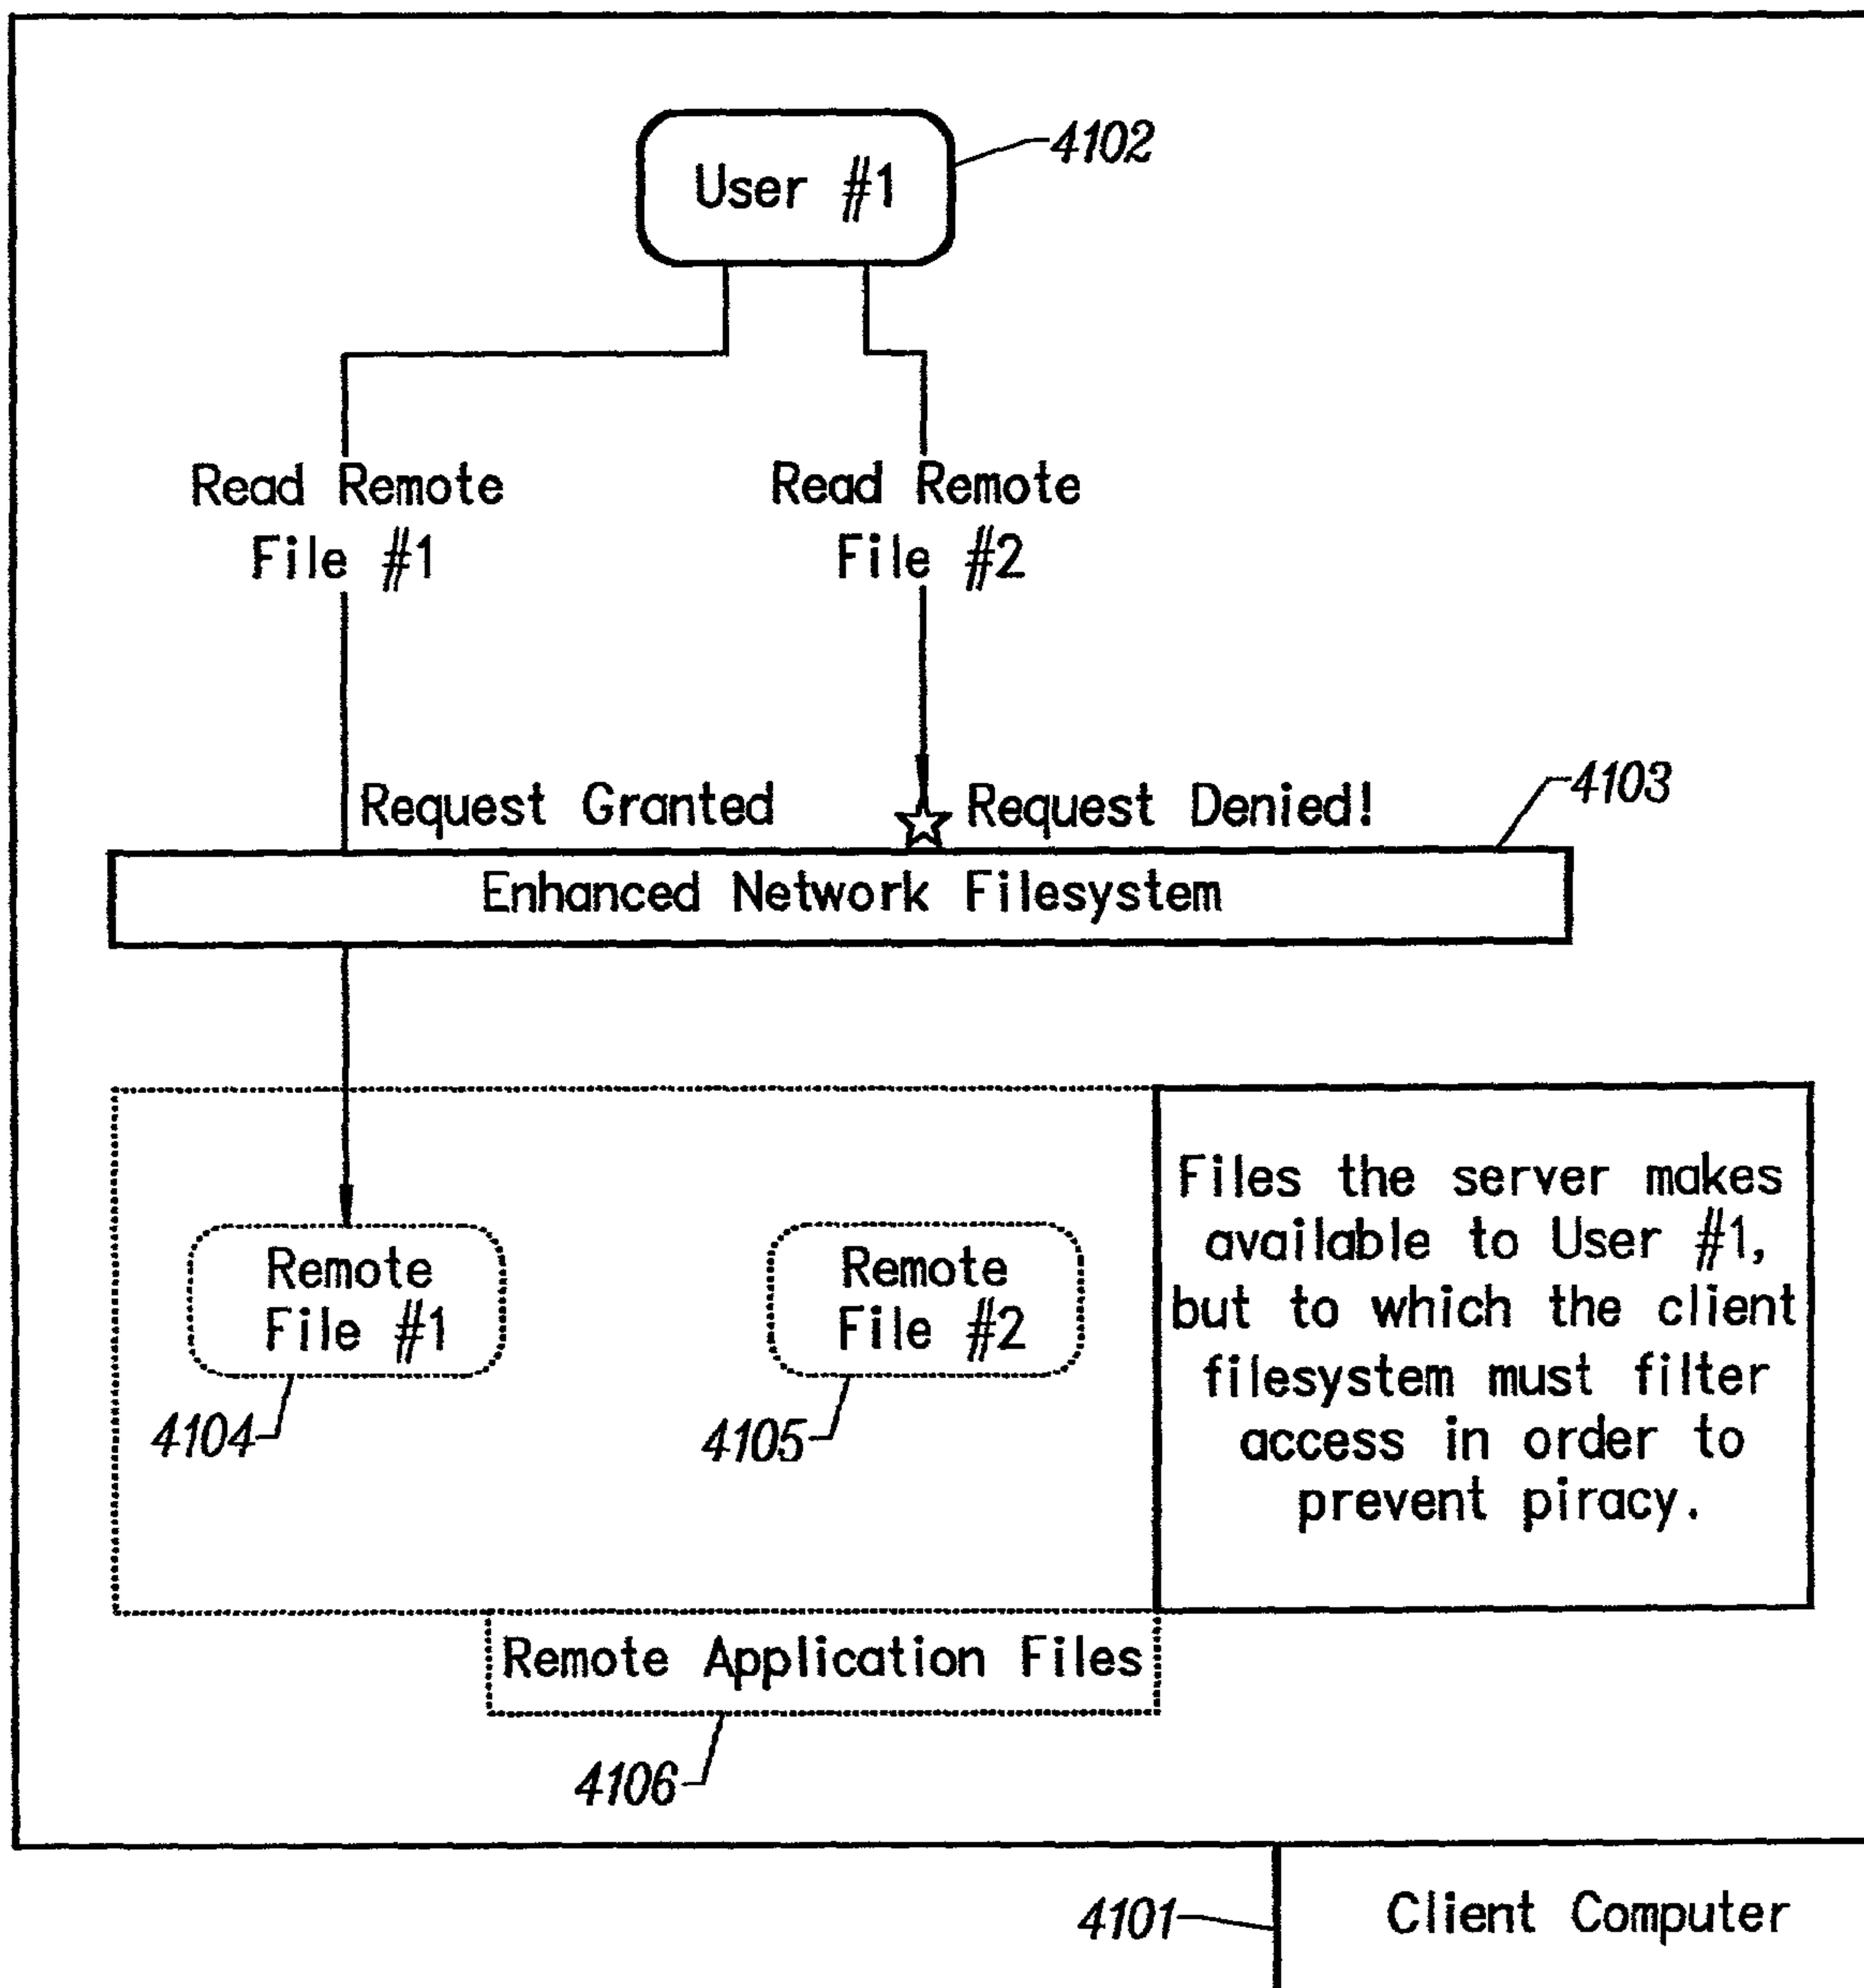 4102
User #1
Read Remote
File #1
Read Remote
File #2
Request Granted
Request Denied!
4103
Enhanced Network Filesystem
Remote
File #1
4104
Remote
File #2
4105
Files the server makes
available to User #1,
but to which the client
filesystem must filter
access in order to
prevent piracy.
Remote Application Files
4106
4101
Client Computer